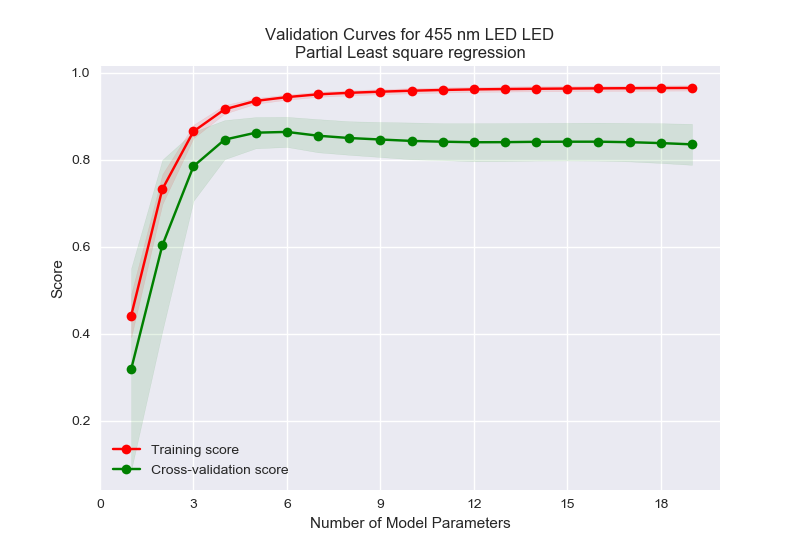 Validation Curves for 455 nm LED LED
Partial Least square regression
1.0
0.8
0.6
0.4
0.2
Score
Training score
Cross-validation score
0 3 6 9 12 15 18
Number of Model Parameters